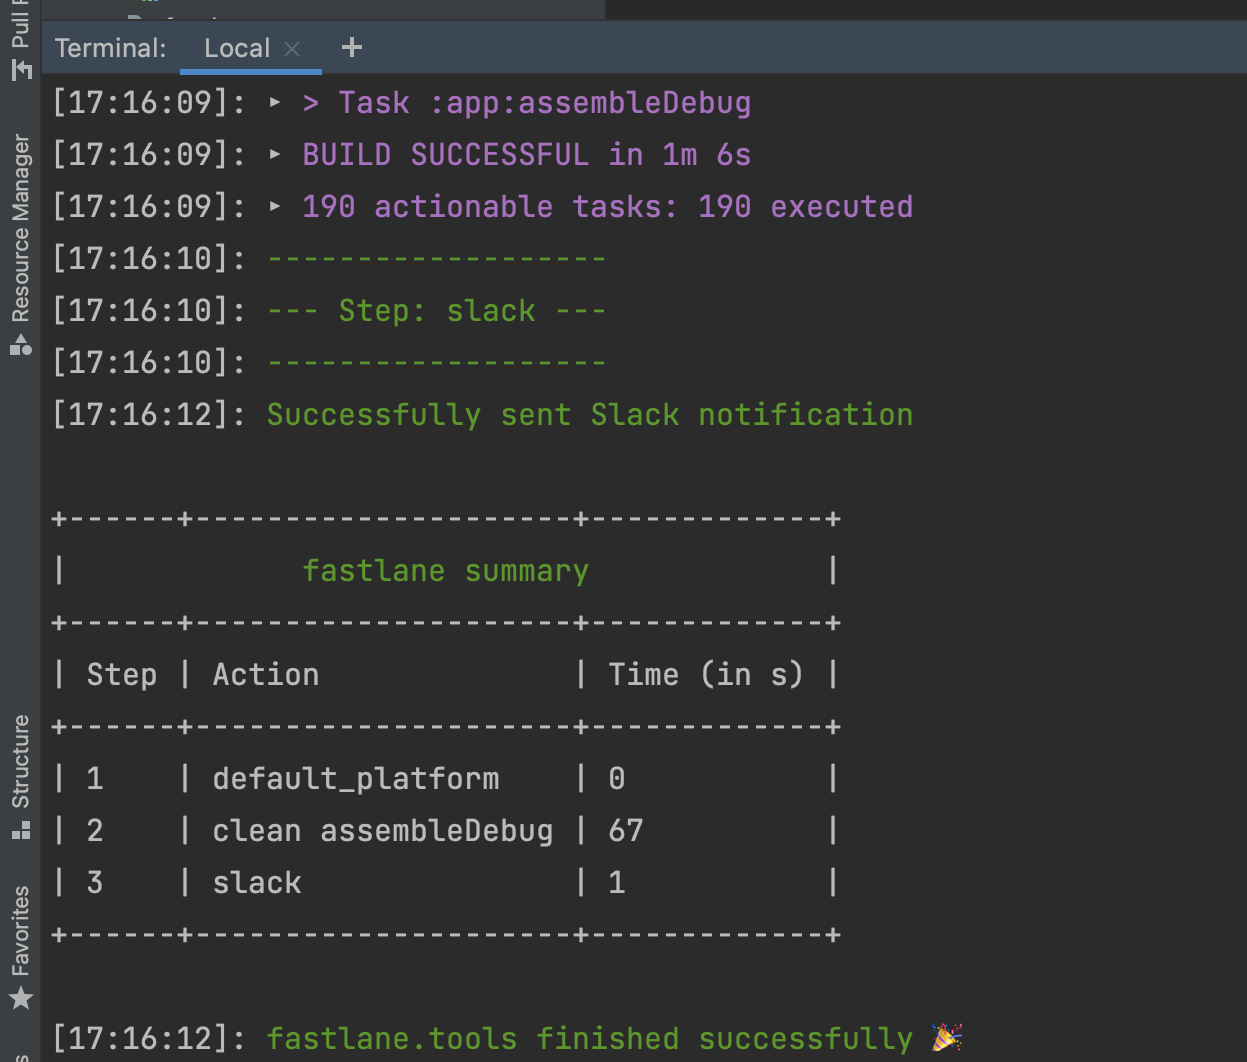 Terminal: Local × +
[17:16:09]: ▸ > Task :app:assembleDebug
[17:16:09]: ▸ BUILD SUCCESSFUL in 1m 6s
[17:16:09]: ▸ 190 actionable tasks: 190 executed
[17:16:10]: -------------------
[17:16:10]: --- Step: slack ---
[17:16:10]: -------------------
[17:16:12]: Successfully sent Slack notification
+------+---------------------+-------------+
|             fastlane summary             |
+------+---------------------+-------------+
| Step | Action              | Time (in s) |
+------+---------------------+-------------+
| 1    | default_platform    | 0           |
| 2    | clean assembleDebug | 67          |
| 3    | slack               | 1           |
+------+---------------------+-------------+
[17:16:12]: fastlane.tools finished successfully 🎉
Pull
Resource Manager
Structure
Favorites